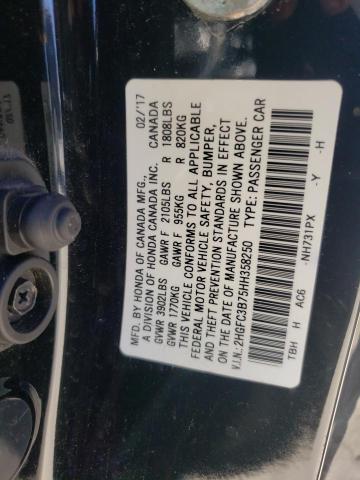 MFD. BY HONDA OF CANADA MFG., 02/'17
A DIVISION OF HONDA CANADA INC. CANADA
GVWR 3902LBS GAWR F 2105LBS R 1808LBS
GVWR 1770KG GAWR F 955KG R 820KG
THIS VEHICLE CONFORMS TO ALL APPLICABLE
FEDERAL MOTOR VEHICLE SAFETY, BUMPER,
AND THEFT PREVENTION STANDARDS IN EFFECT
ON THE DATE OF MANUFACTURE SHOWN ABOVE.
V.I.N.: 2HGFC3B75HH358250 TYPE: PASSENGER CAR
-NH731PX -Y -H
TBH H AC6